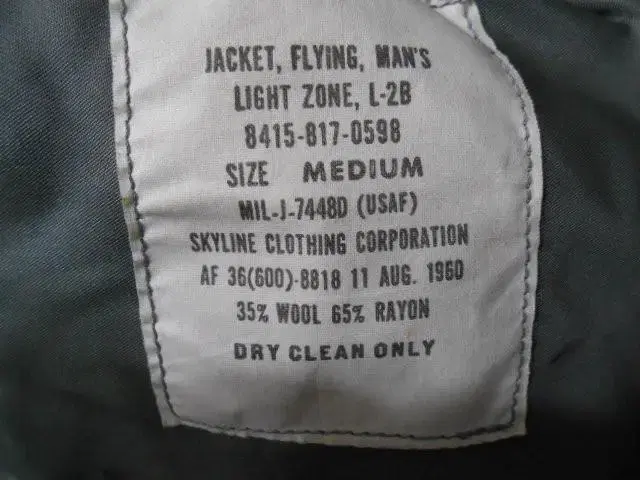 JACKET, FLYING, MAN'S
LIGHT ZONE, L-2B
8415-817-0598
SIZE MEDIUM
MIL-J-7448D (USAF)
SKYLINE CLOTHING CORPORATION
AF 36(600)-8818 11 AUG. 1960
35% WOOL 65% RAYON
DRY CLEAN ONLY